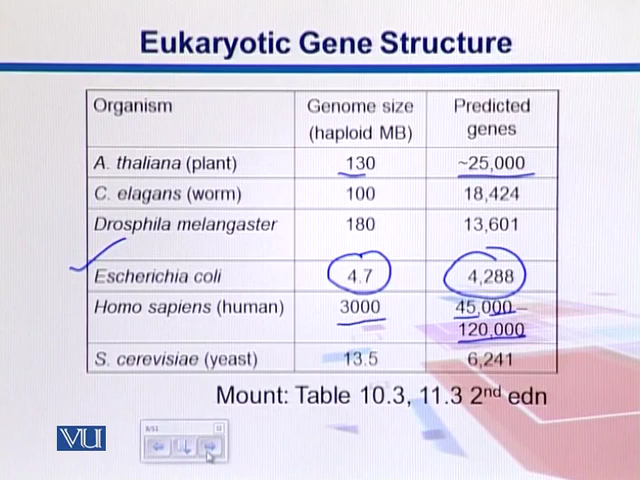 Eukaryotic Gene Structure
Organism Genome size (haploid MB) Predicted genes
A. thaliana (plant) 130 ~25,000
C. elagans (worm) 100 18,424
Drosphila melangaster 180 13,601
Escherichia coli 4.7 4,288
Homo sapiens (human) 3000 45,000 – 120,000
S. cerevisiae (yeast) 13.5 6,241
Mount: Table 10.3, 11.3 2nd edn
VU